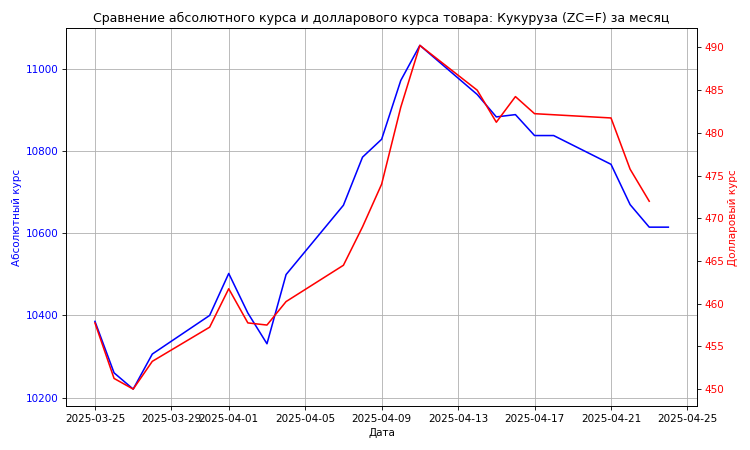 Сравнение абсолютного курса и долларового курса товара: Кукуруза (ZC=F) за месяц
Абсолютный курс
11000
10800
10600
10400
10200
490
485
480
475
470
465
460
455
450
Долларовый курс
2025-03-25 2025-03-29 2025-04-01 2025-04-05 2025-04-09 2025-04-13 2025-04-17 2025-04-21 2025-04-25
Дата